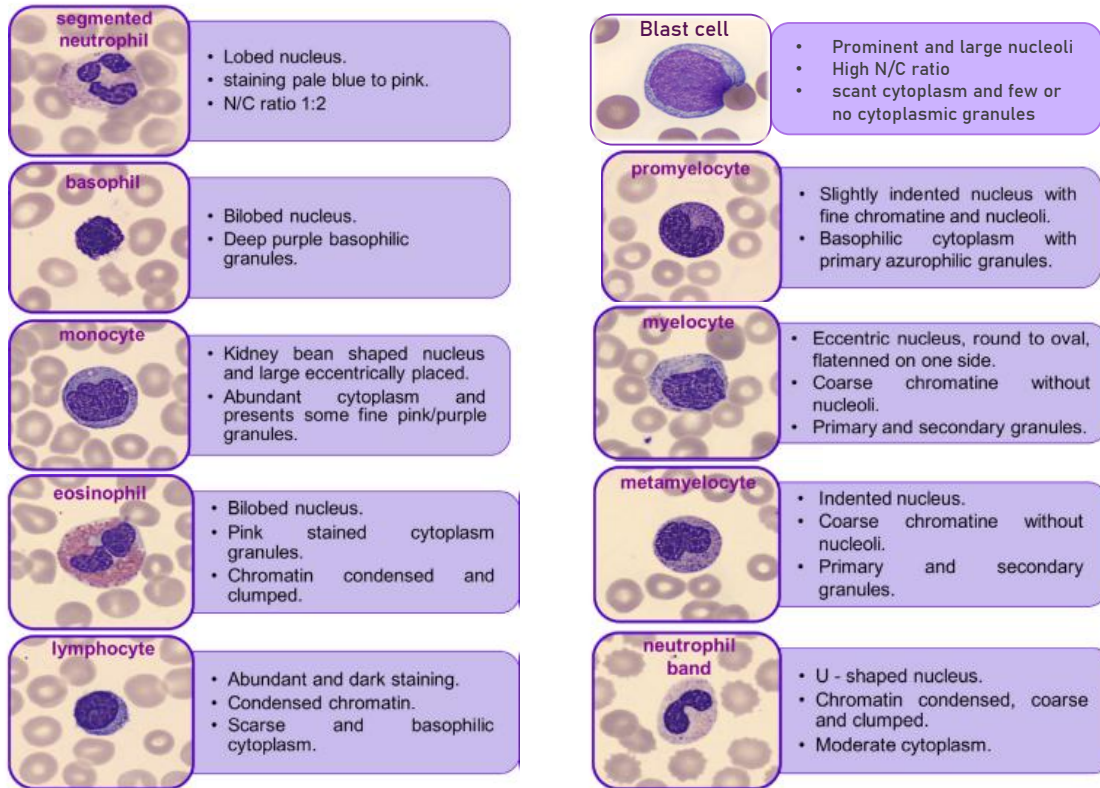 segmented
neutrophil
• Lobed nucleus.
• staining pale blue to pink.
• N/C ratio 1:2
basophil
• Bilobed nucleus.
• Deep purple basophilic
granules.
monocyte
• Kidney bean shaped nucleus
and large eccentrically placed.
• Abundant cytoplasm and
presents some fine pink/purple
granules.
eosinophil
• Bilobed nucleus.
• Pink stained cytoplasm
granules.
• Chromatin condensed and
clumped.
lymphocyte
• Abundant and dark staining.
• Condensed chromatin.
• Scarse and basophilic
cytoplasm.
Blast cell
• Prominent and large nucleoli
• High N/C ratio
• scant cytoplasm and few or
no cytoplasmic granules
promyelocyte
• Slightly indented nucleus with
fine chromatine and nucleoli.
• Basophilic cytoplasm with
primary azurophilic granules.
myelocyte
• Eccentric nucleus, round to oval,
flatenned on one side.
• Coarse chromatine without
nucleoli.
• Primary and secondary granules.
metamyelocyte
• Indented nucleus.
• Coarse chromatine without
nucleoli.
• Primary and secondary
granules.
neutrophil
band
• U - shaped nucleus.
• Chromatin condensed, coarse
and clumped.
• Moderate cytoplasm.